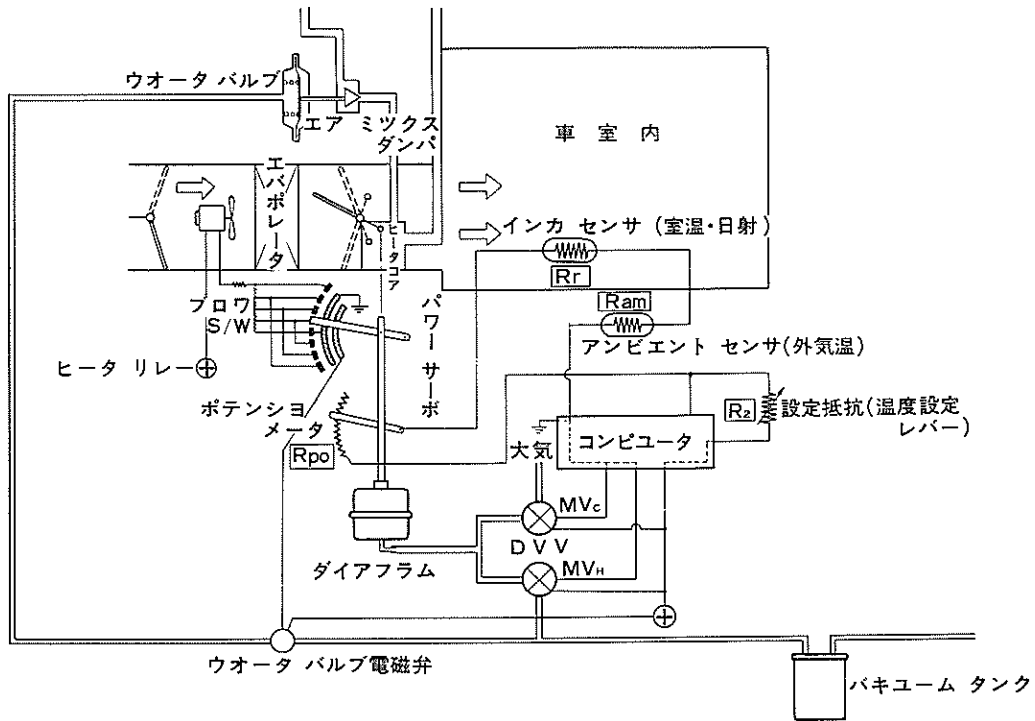 ウオータ バルブ
エア
ミツクス
ダンパ
車室内
エバポレータ
ヒータコア
インカ センサ (室温・日射)
Rr
Ram
アンビエント センサ(外気温)
ブロワ
S/W
パワー サーボ
ヒータ リレー
ポテンショ
メータ
Rpo
R₂
設定抵抗(温度設定
レバー)
大気
コンピユータ
MVc
DVV
MVH
ダイアフラム
ウオータ バルブ電磁弁
バキユーム タンク